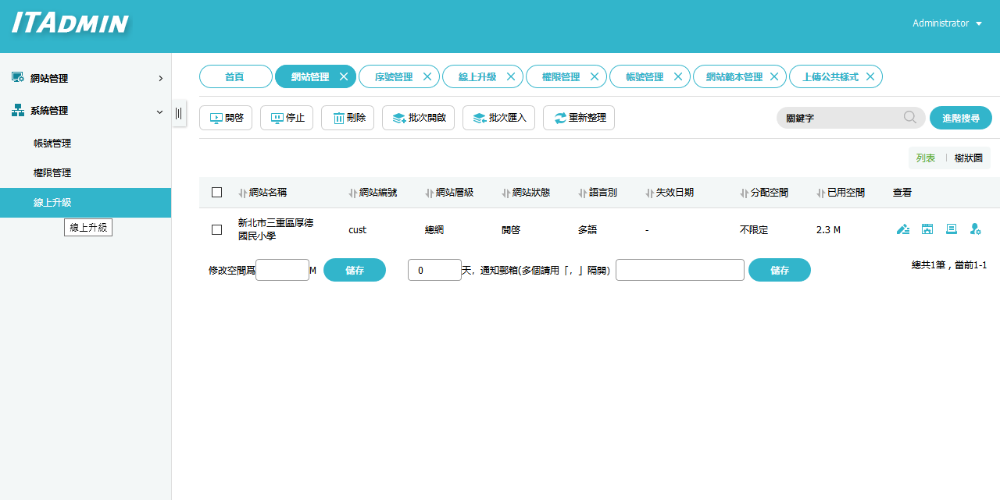 ITADMIN
Administrator
網站管理
系統管理
帳號管理
權限管理
線上升級
線上升級
首頁 網站管理 序號管理 線上升級 權限管理 帳號管理 網站範本管理 上傳公共樣式
開啓 停止 刪除 批次開啟 批次匯入 重新整理 關鍵字 進階搜尋
列表 樹狀圖
網站名稱 網站編號 網站層級 網站狀態 語言別 失效日期 分配空間 已用空間 查看
新北市三重區厚德
國民小學
cust 總網 開啓 多語 - 不限定 2.3 M
修改空間爲 M 儲存 0 天，通知郵箱(多個請用「，」隔開) 儲存 總共1筆，當前1-1